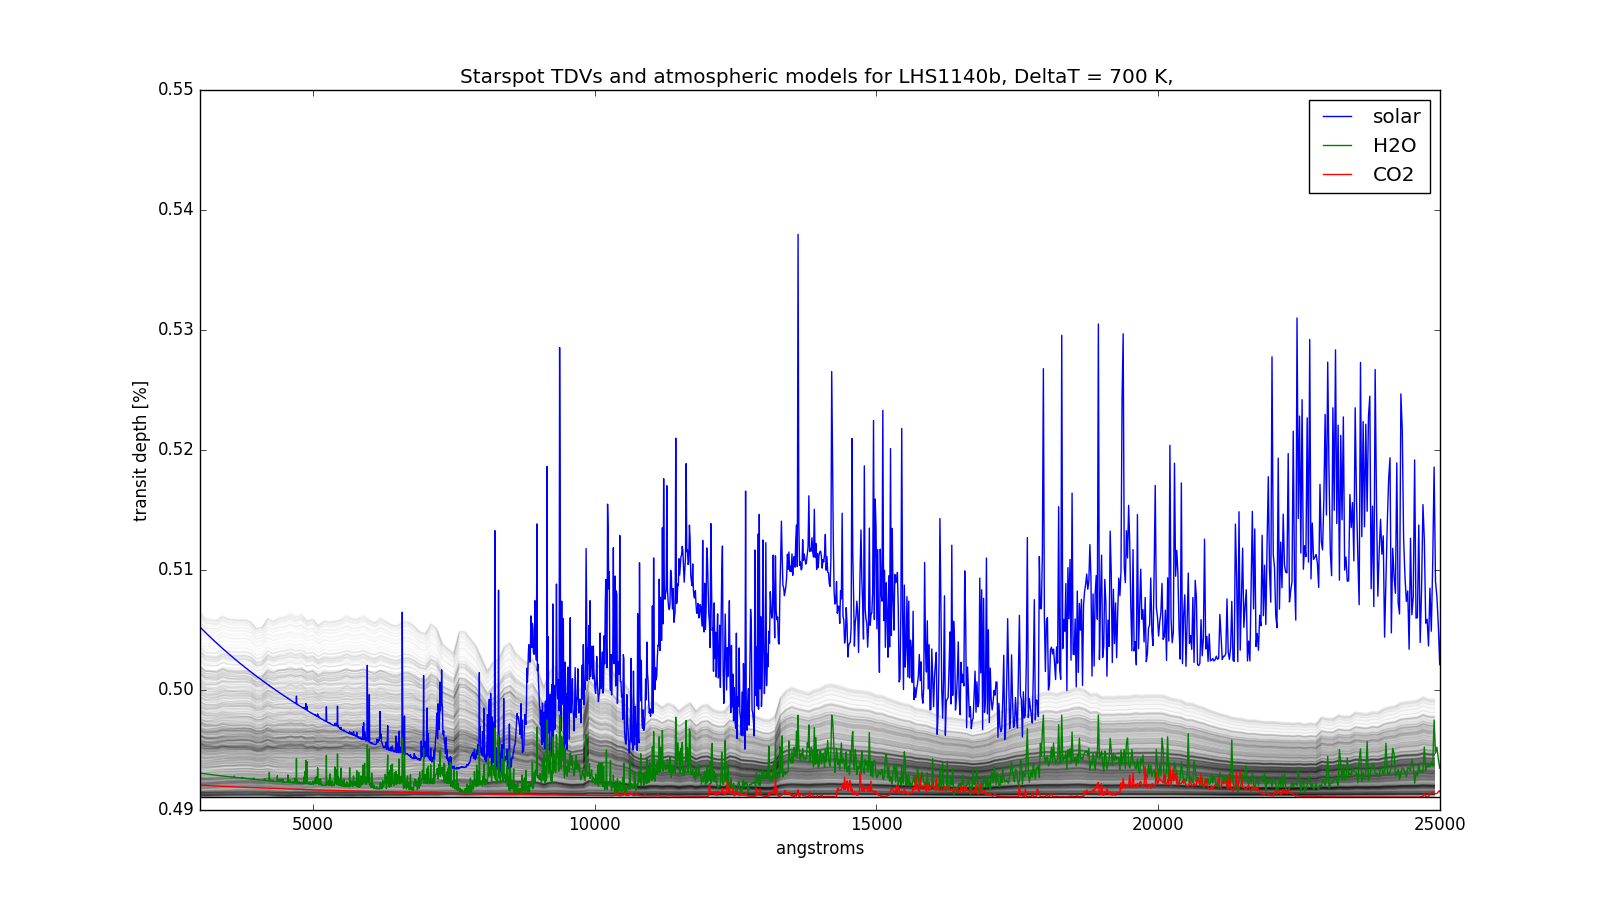 Starspot TDVs and atmospheric models for LHS1140b, DeltaT = 700 K,
0.55
0.54
0.53
0.52
0.51
0.50
0.49
transit depth [%]
solar
H2O
CO2
5000
10000
15000
20000
25000
angstroms